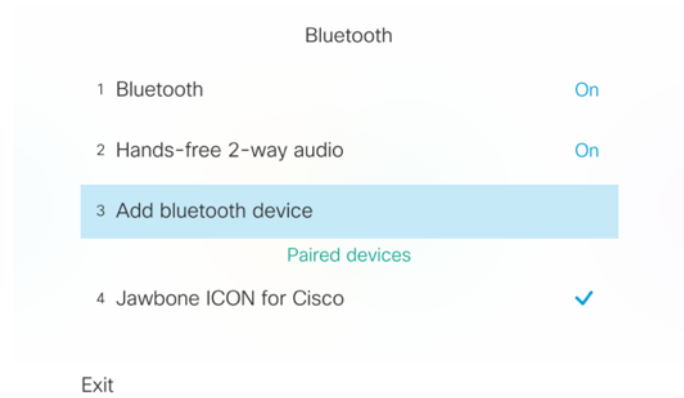 Bluetooth
1 Bluetooth On
2 Hands-free 2-way audio On
3 Add bluetooth device
Paired devices
4 Jawbone ICON for Cisco
Exit